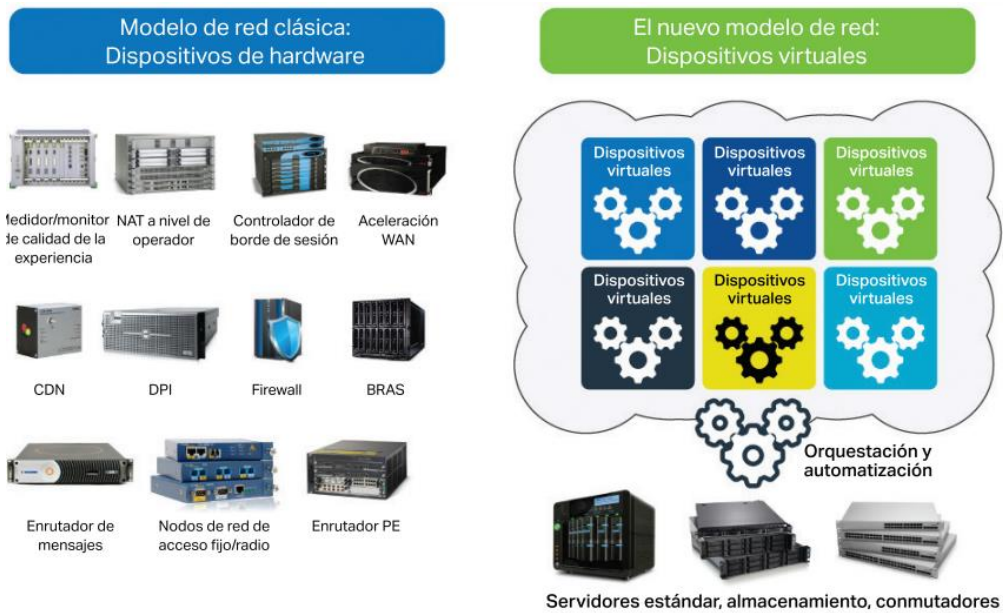 Modelo de red clásica:
Dispositivos de hardware
El nuevo modelo de red:
Dispositivos virtuales
Medidor/monitor
de calidad de la
experiencia
NAT a nivel de
operador
Controlador de
borde de sesión
Aceleración
WAN
CDN
DPI
Firewall
BRAS
Enrutador de
mensajes
Nodos de red de
acceso fijo/radio
Enrutador PE
Dispositivos
virtuales
Dispositivos
virtuales
Dispositivos
virtuales
Dispositivos
virtuales
Dispositivos
virtuales
Dispositivos
virtuales
Orquestación y
automatización
Servidores estándar, almacenamiento, conmutadores